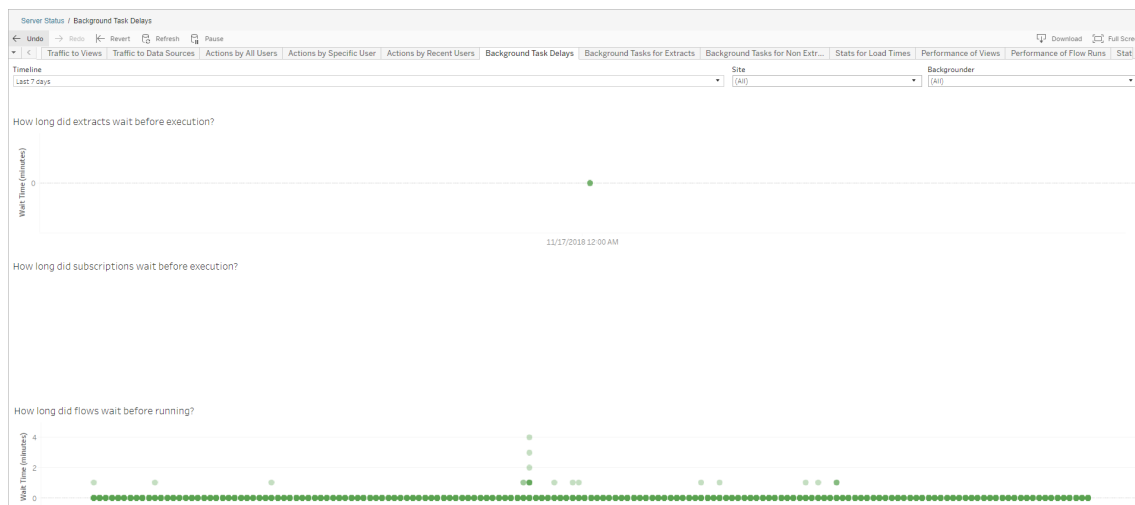 Server Status / Background Task Delays
← Undo → Redo Revert Refresh Pause Download Full Scre
Traffic to Views Traffic to Data Sources Actions by All Users Actions by Specific User Actions by Recent Users Background Task Delays Background Tasks for Extracts Background Tasks for Non Extr... Stats for Load Times Performance of Views Performance of Flow Runs Stat
Timeline Site Backgrounder
Last 7 days (All) (All)
How long did extracts wait before execution?
Wait Time (minutes)
0
11/17/2018 12:00 AM
How long did subscriptions wait before execution?
How long did flows wait before running?
Wait Time (minutes)
4
2
0